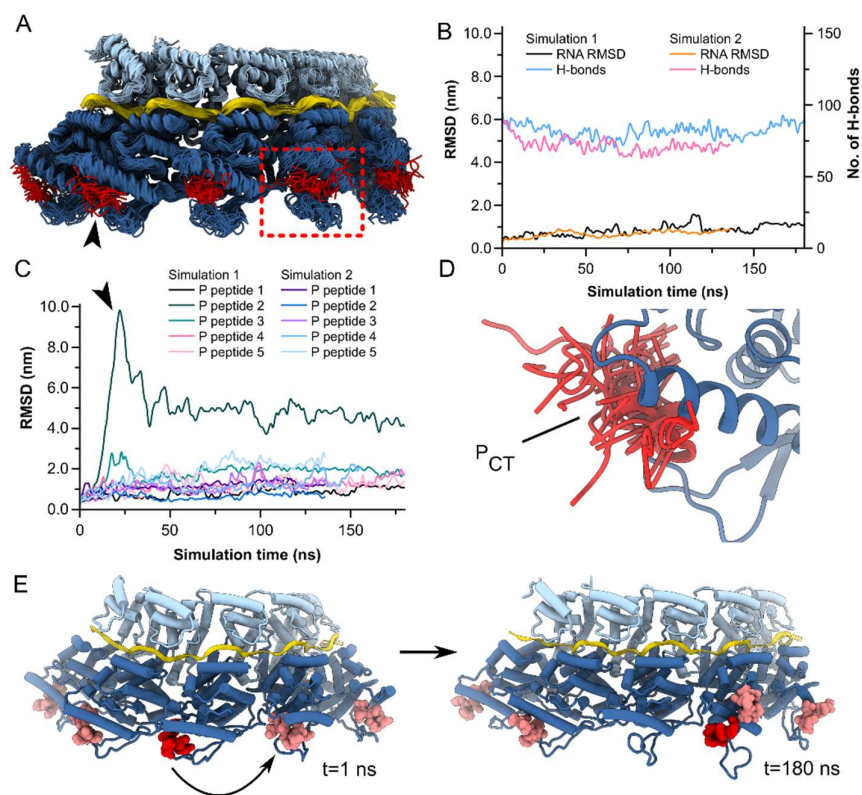 A
B
Simulation 1
Simulation 2
RNA RMSD
RNA RMSD
H-bonds
H-bonds
10.0
8.0
6.0
4.0
2.0
0.0
RMSD (nm)
150
100
50
0
No. of H-bonds
0
50
100
150
Simulation time (ns)
C
Simulation 1
Simulation 2
P peptide 1
P peptide 1
P peptide 2
P peptide 2
P peptide 3
P peptide 3
P peptide 4
P peptide 4
P peptide 5
P peptide 5
10.0
8.0
6.0
4.0
2.0
0.0
RMSD (nm)
0
50
100
150
Simulation time (ns)
D
PCT
E
t=1 ns
t=180 ns